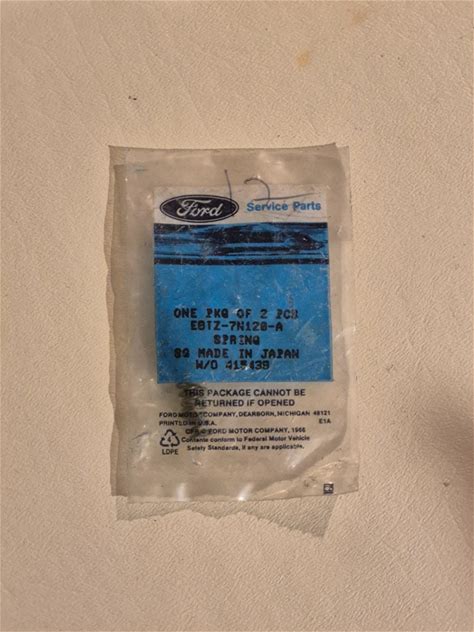 12
Ford Service Parts
ONE PKG OF 2 PCS
E8TZ-7N128-A
SPRING
MADE IN JAPAN
W/O 415439
THIS PACKAGE CANNOT BE
RETURNED IF OPENED
FORD MOTOR COMPANY, DEARBORN, MICHIGAN 48121
PRINTED IN U.S.A. E1A
FORD MOTOR COMPANY, 1966
Contents conform to Federal Motor Vehicle
Safety Standards, if any are applicable.
4
LDPE